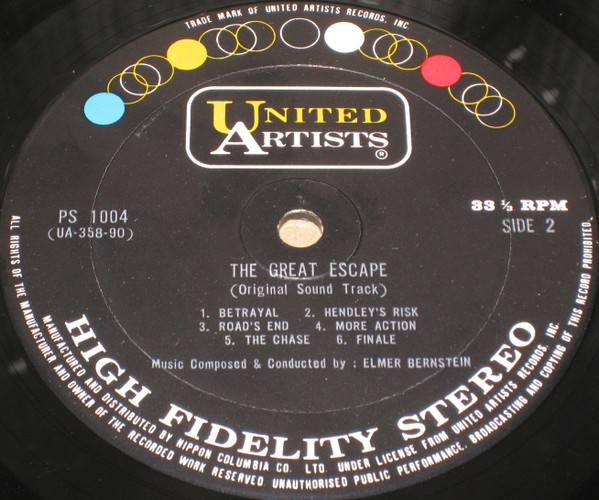 TRADE MARK OF UNITED ARTISTS RECORDS, INC.
UNITED
ARTISTS
®
PS 1004
(UA-358-90)
33 ⅓ RPM
SIDE 2
THE GREAT ESCAPE
(Original Sound Track)
1. BETRAYAL 2. HENDLEY'S RISK
3. ROAD'S END 4. MORE ACTION
5. THE CHASE 6. FINALE
Music Composed & Conducted by : ELMER BERNSTEIN
HIGH FIDELITY STEREO
MANUFACTURED AND DISTRIBUTED BY NIPPON COLUMBIA CO. LTD. UNDER LICENSE FROM UNITED ARTISTS RECORDS, INC.
ALL RIGHTS OF THE MANUFACTURER AND OWNER OF THE RECORDED WORK RESERVED UNAUTHORISED PUBLIC PERFORMANCE, BROADCASTING AND COPYING OF THIS RECORD PROHIBITED.